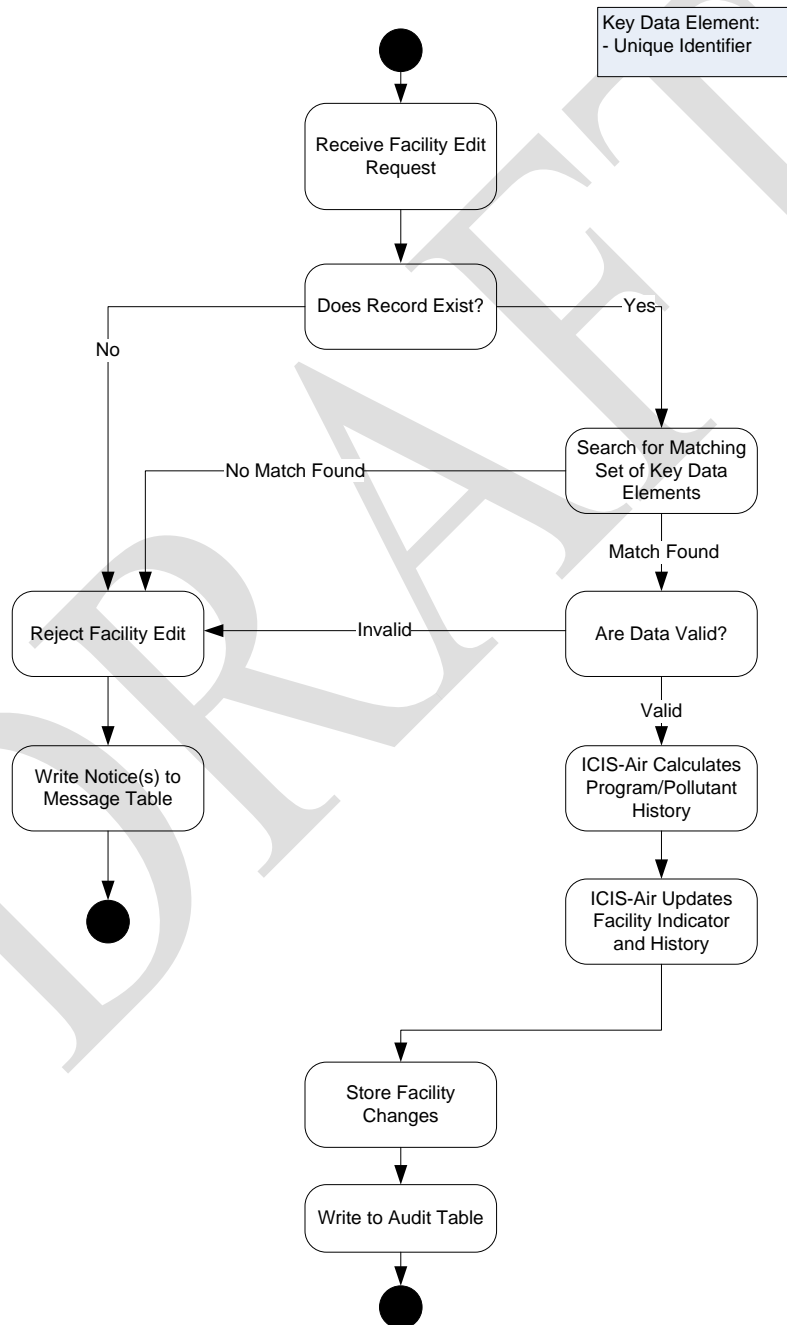 Key Data Element:
- Unique Identifier
Receive Facility Edit
Request
Does Record Exist?
Yes
No
Search for Matching
Set of Key Data
Elements
No Match Found
Match Found
Reject Facility Edit
Invalid
Are Data Valid?
Valid
Write Notice(s) to
Message Table
ICIS-Air Calculates
Program/Pollutant
History
ICIS-Air Updates
Facility Indicator
and History
Store Facility
Changes
Write to Audit Table
DRAFT